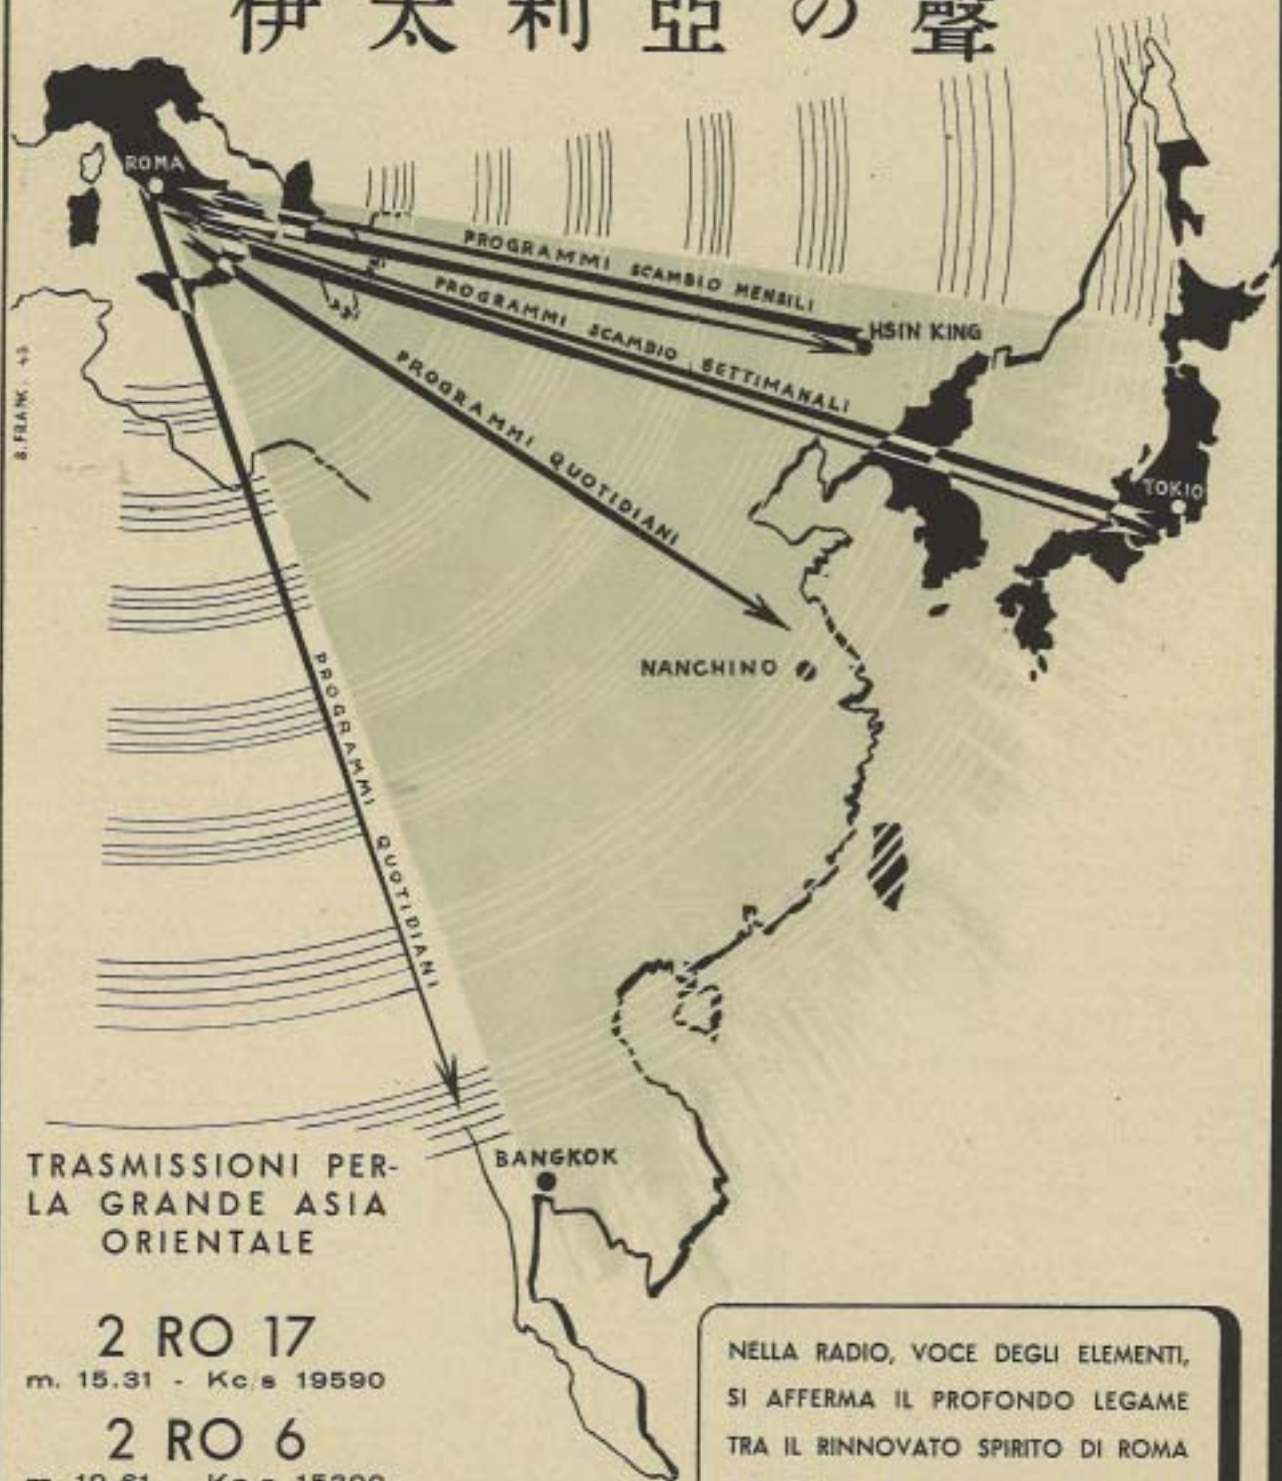 伊太利亞の聲
ROMA
PROGRAMMI SCAMBIO MENSILI
HSIN KING
PROGRAMMI SCAMBIO SETTIMANALI
PROGRAMMI QUOTIDIANI
TOKIO
B. FRANK. 43
NANCHINO
PROGRAMMI QUOTIDIANI
BANGKOK
TRASMISSIONI PER-
LA GRANDE ASIA
ORIENTALE
2 RO 17
m. 15.31 - Kc/s 19590
2 RO 6
NELLA RADIO, VOCE DEGLI ELEMENTI,
SI AFFERMA IL PROFONDO LEGAME
TRA IL RINNOVATO SPIRITO DI ROMA